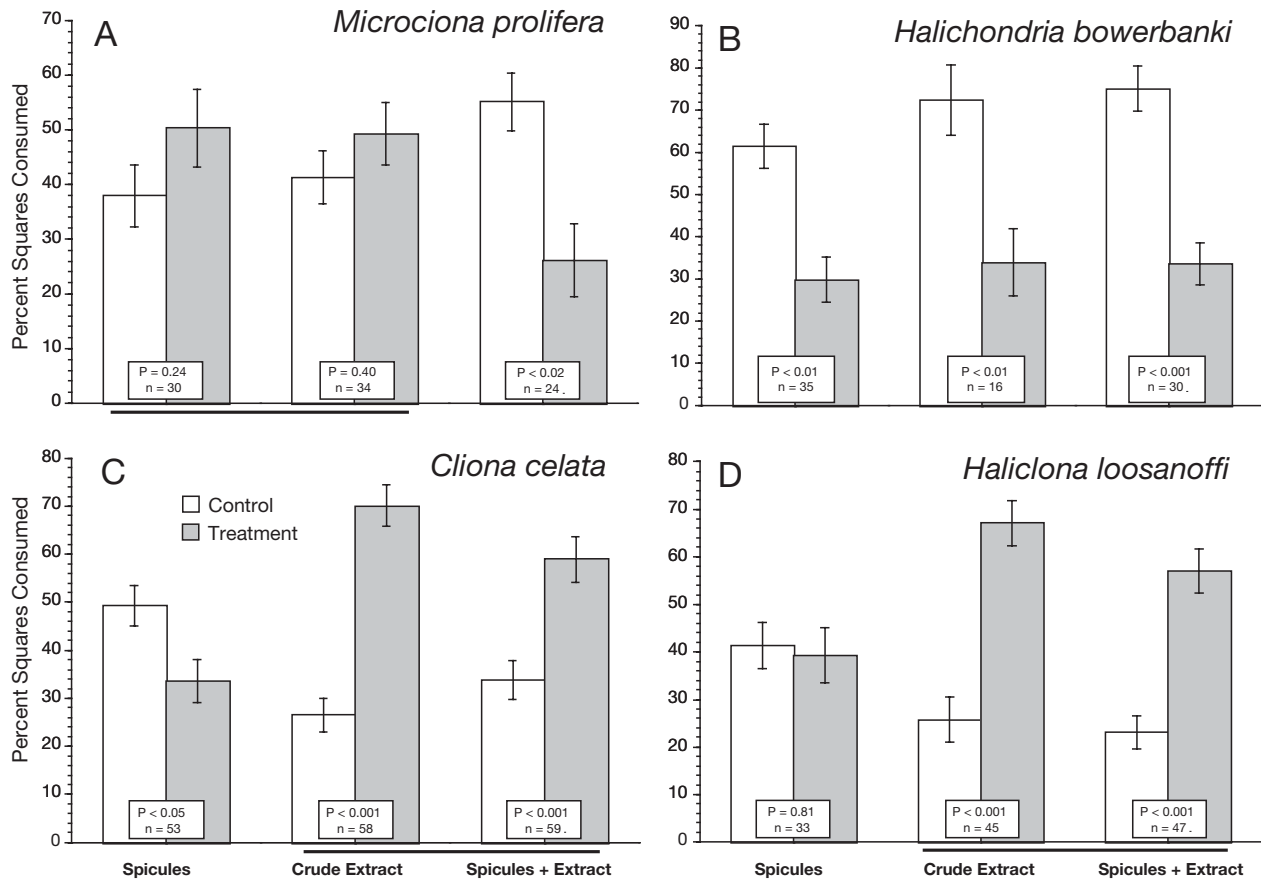 A
Microciona prolifera
Percent Squares Consumed
70
60
50
40
30
20
10
0
P = 0.24
n = 30
P = 0.40
n = 34
P < 0.02
n = 24.
B
Halichondria bowerbanki
90
80
70
60
50
40
30
20
10
0
P < 0.01
n = 35
P < 0.01
n = 16
P < 0.001
n = 30.
C
Cliona celata
Control
Treatment
Percent Squares Consumed
80
70
60
50
40
30
20
10
0
P < 0.05
n = 53
P < 0.001
n = 58
P < 0.001
n = 59.
Spicules
Crude Extract
Spicules + Extract
D
Haliclona loosanoffi
80
70
60
50
40
30
20
10
0
P = 0.81
n = 33
P < 0.001
n = 45
P < 0.001
n = 47.
Spicules
Crude Extract
Spicules + Extract